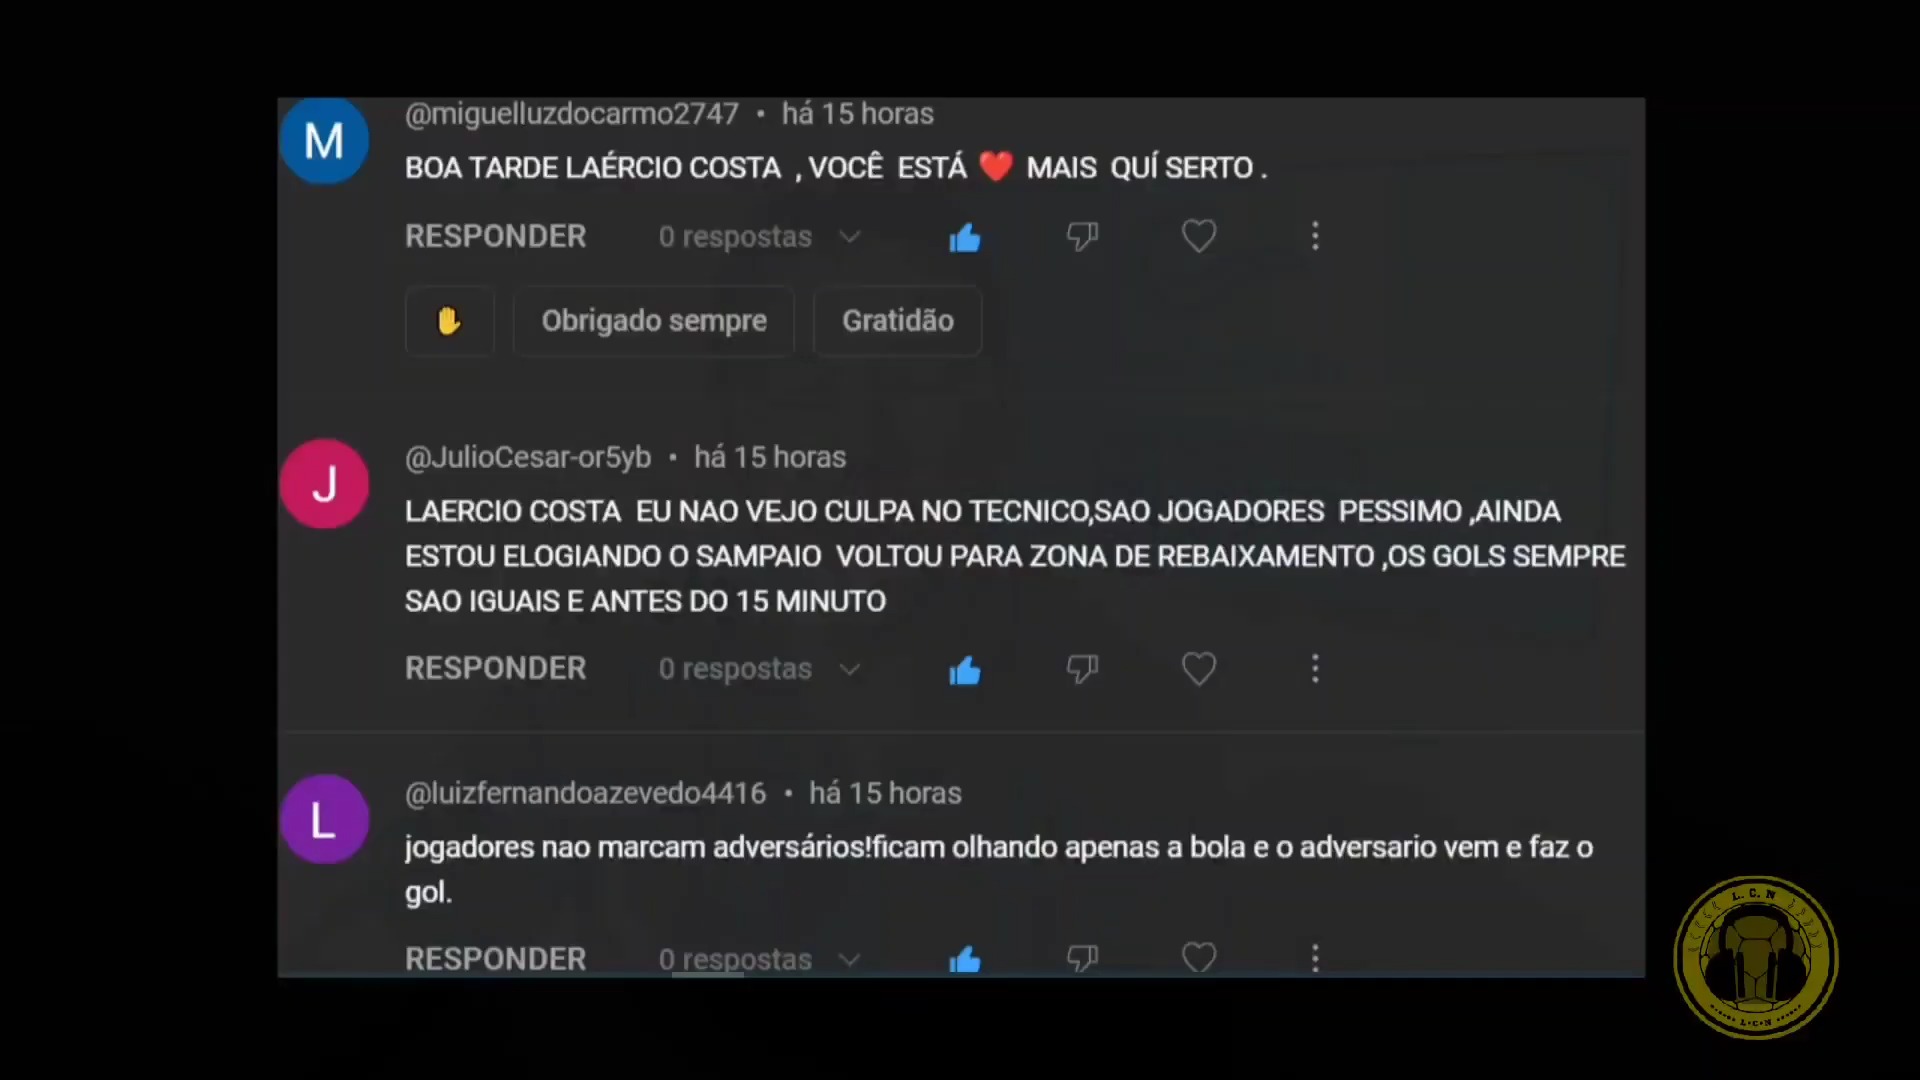 @miguelluzdocarmo2747 • há 15 horas
M
BOA TARDE LAÉRCIO COSTA , VOCÊ ESTÁ ❤️ MAIS QUÍ SERTO .
RESPONDER 0 respostas
✋ Obrigado sempre Gratidão
@JulioCesar-or5yb • há 15 horas
J
LAERCIO COSTA EU NAO VEJO CULPA NO TECNICO,SAO JOGADORES PESSIMO ,AINDA
ESTOU ELOGIANDO O SAMPAIO VOLTOU PARA ZONA DE REBAIXAMENTO ,OS GOLS SEMPRE
SAO IGUAIS E ANTES DO 15 MINUTO
RESPONDER 0 respostas
@luizfernandoazevedo4416 • há 15 horas
L
jogadores nao marcam adversários!ficam olhando apenas a bola e o adversario vem e faz o
gol.
RESPONDER 0 respostas
L. C. N
L•C•N